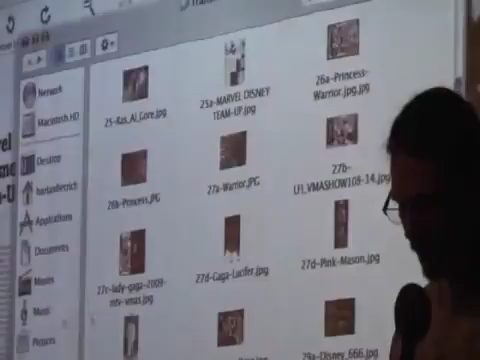 Network
Macintosh HD
Desktop
Applications
Documents
Movies
Music
Pictures
25-Ras_Al_Gore.jpg
25a-MARVEL DISNEY
TEAM-UP.jpg
26a-Princess-
Warrior.jpg.jpg
26b-Princess.JPG
27a-Warrior.JPG
27b-
LFI_VMASHOW109-14.jpg
27c-lady-gaga-2009-
mtv-vmas.jpg
27d-Gaga-Lucifer.jpg
27d-Pink-Mason.jpg
29a-Disney_666.jpg